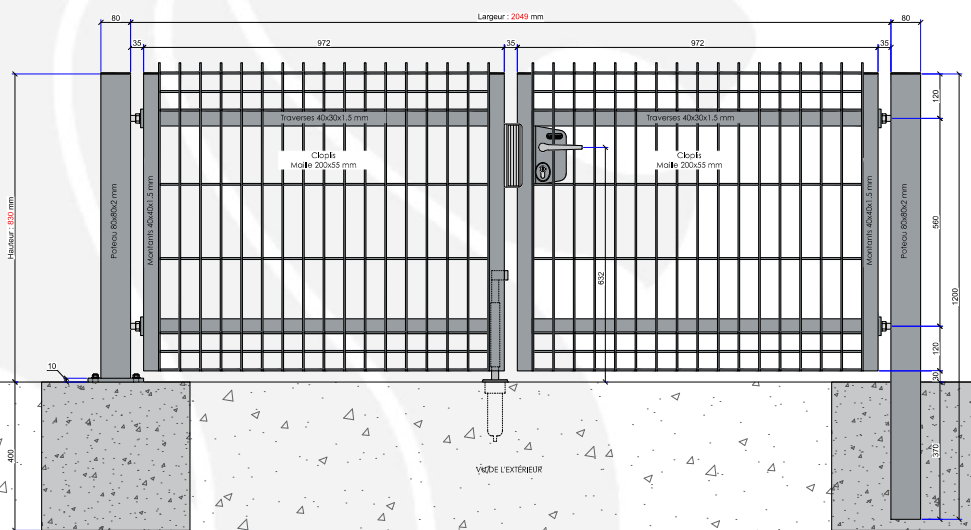 Largeur : 2049 mm
80
80
35
972
35
972
35
Hauteur : 830 mm
Poteau 80x80x2 mm
Montants 40x40x1.5 mm
Traverses 40x30x1.5 mm
Cloplis
Maille 200x55 mm
Traverses 40x30x1.5 mm
Cloplis
Maille 200x55 mm
Montants 40x40x1.5 mm
Poteau 80x80x2 mm
120
560
1200
632
120
30
10
400
370
VUE DE L'EXTÉRIEUR